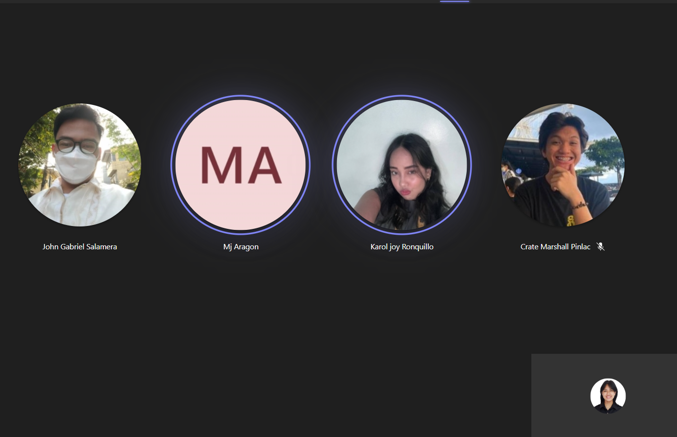 MA
John Gabriel Salamera
Mj Aragon
Karol joy Ronquillo
Crate Marshall Pinlac